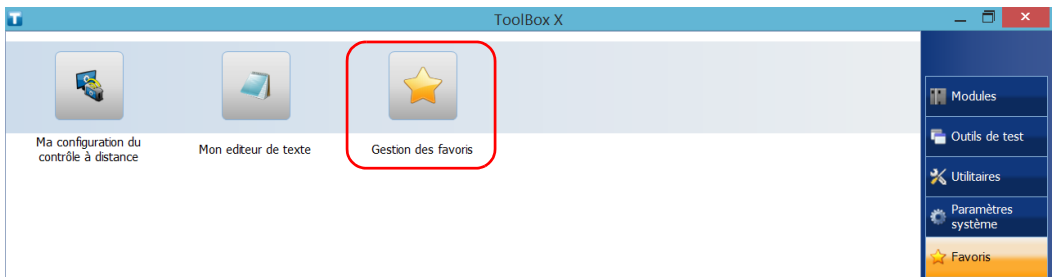 ToolBox X
Ma configuration du
contrôle à distance
Mon editeur de texte
Gestion des favoris
Modules
Outils de test
Utilitaires
Paramètres
système
Favoris